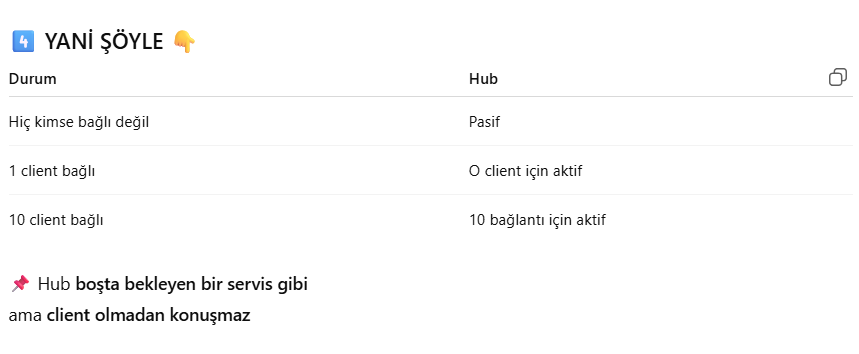 4️⃣ YANİ ŞÖYLE 👇
Durum Hub
Hiç kimse bağlı değil Pasif
1 client bağlı O client için aktif
10 client bağlı 10 bağlantı için aktif
📌 Hub boşta bekleyen bir servis gibi
ama client olmadan konuşmaz